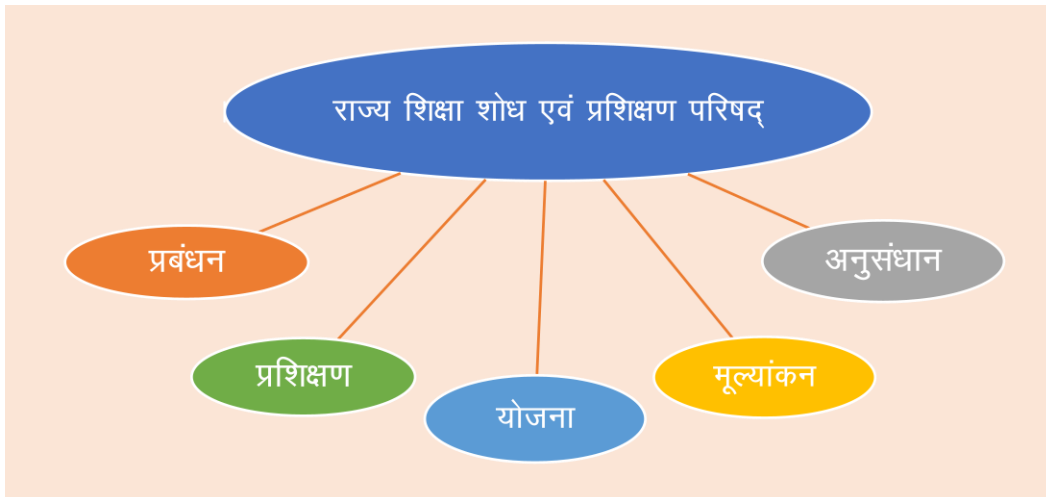 राज्य शिक्षा शोध एवं प्रशिक्षण परिषद्
प्रबंधन
प्रशिक्षण
योजना
मूल्यांकन
अनुसंधान